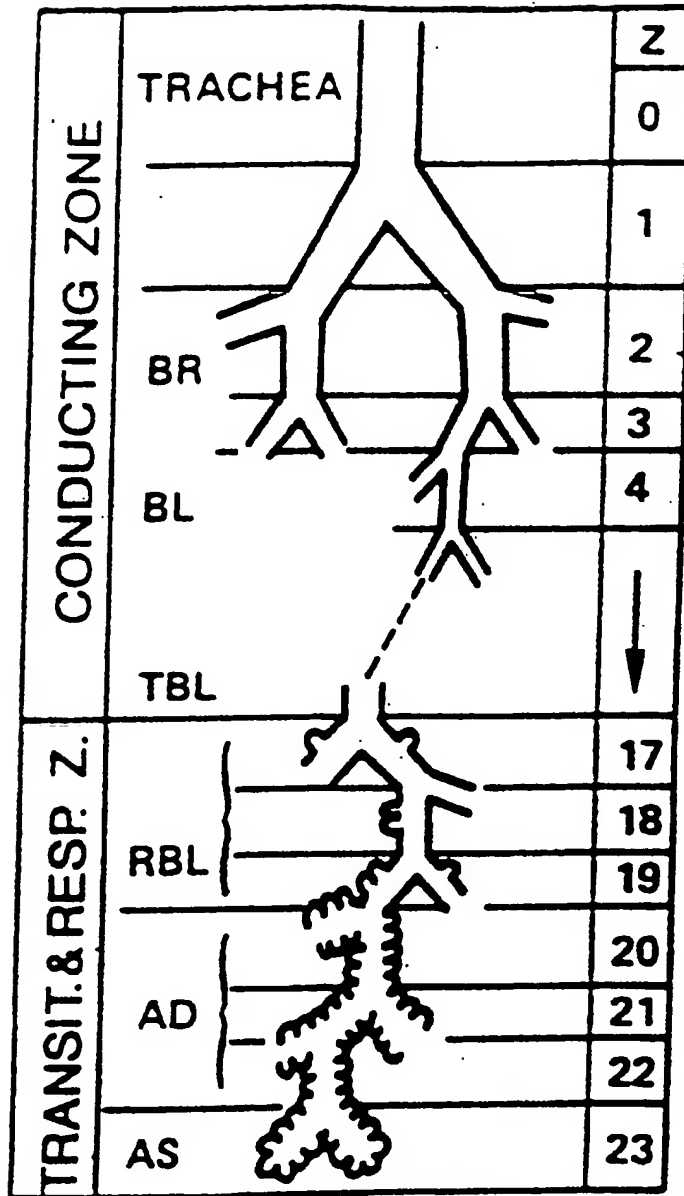 Z
TRACHEA
0
1
BR
2
3
BL
4
TBL
CONDUCTING ZONE
17
18
RBL
19
20
AD
21
22
AS
23
TRANSIT. & RESP. Z.